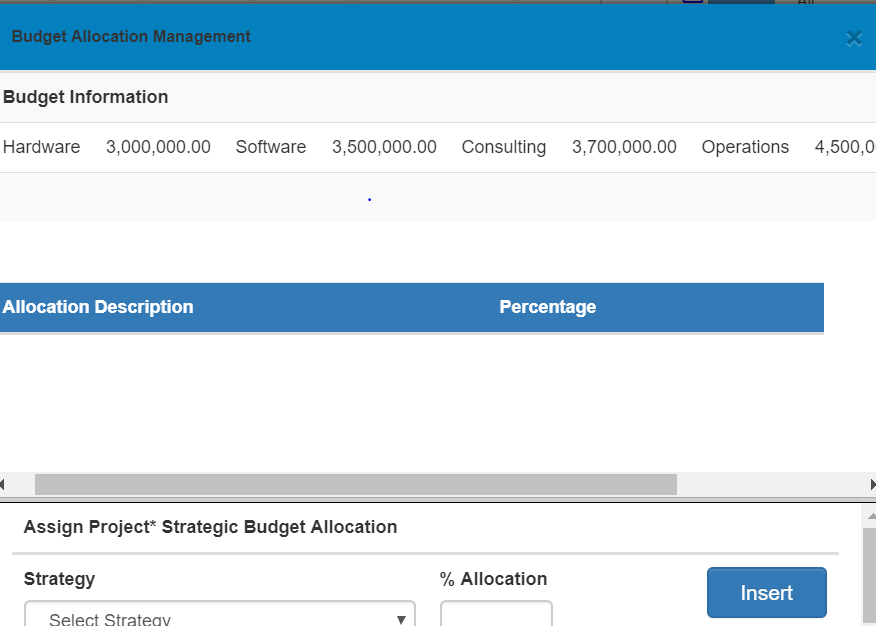 Budget Allocation Management
Budget Information
Hardware 3,000,000.00 Software 3,500,000.00 Consulting 3,700,000.00 Operations 4,500,0
Allocation Description Percentage
Assign Project* Strategic Budget Allocation
Strategy % Allocation
Insert
Select Strategy